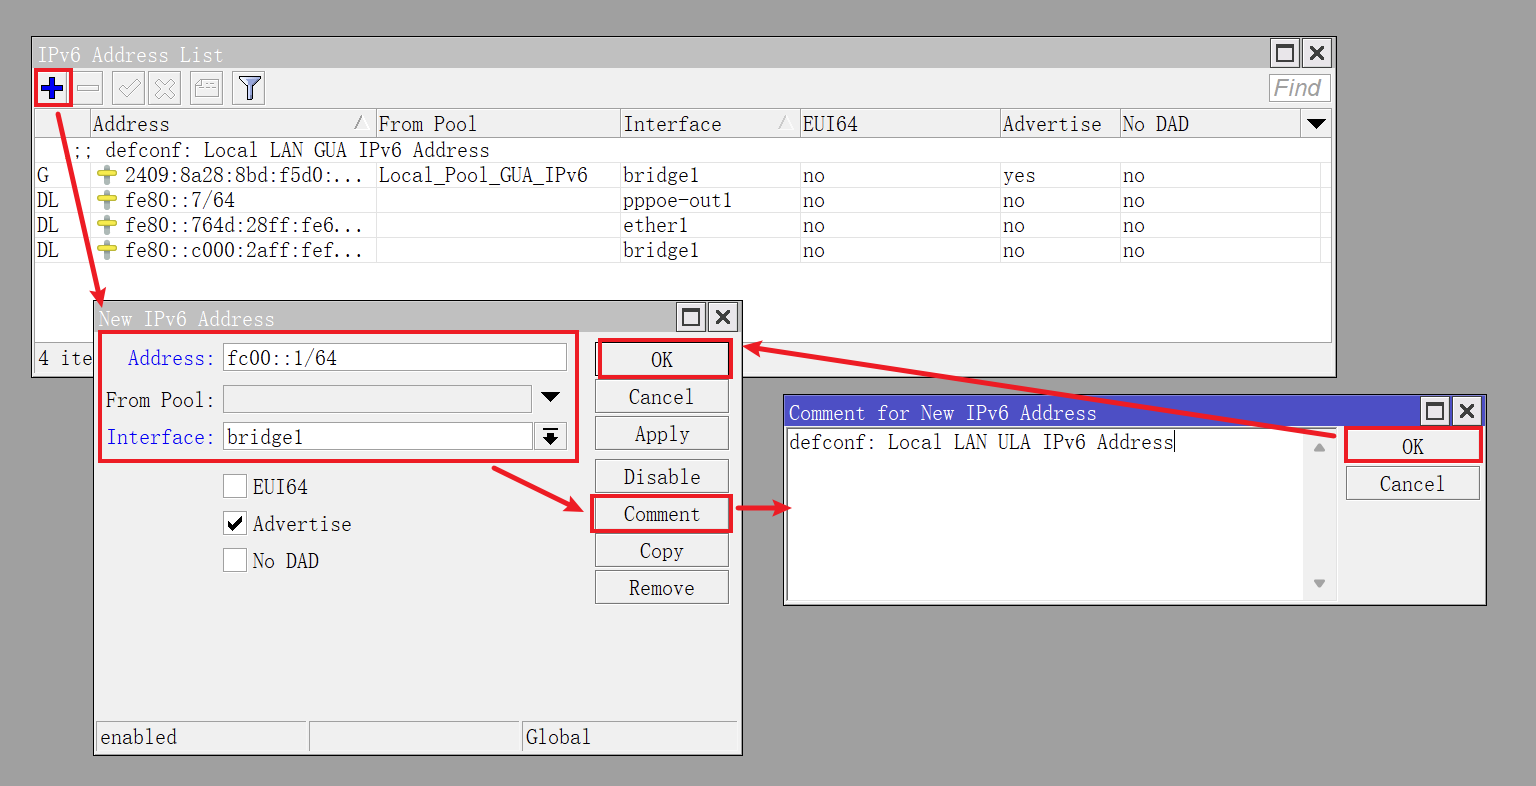 IPv6 Address List
Find
Address From Pool Interface EUI64 Advertise No DAD
;; defconf: Local LAN GUA IPv6 Address
G 2409:8a28:8bd:f5d0:... Local_Pool_GUA_IPv6 bridge1 no yes no
DL fe80::7/64 pppoe-out1 no no no
DL fe80::764d:28ff:fe6... ether1 no no no
DL fe80::c000:2aff:fef... bridge1 no no no
4 ite
New IPv6 Address
Address: fc00::1/64
From Pool:
Interface: bridge1
EUI64
Advertise
No DAD
OK
Cancel
Apply
Disable
Comment
Copy
Remove
enabled
Global
Comment for New IPv6 Address
defconf: Local LAN ULA IPv6 Address
OK
Cancel